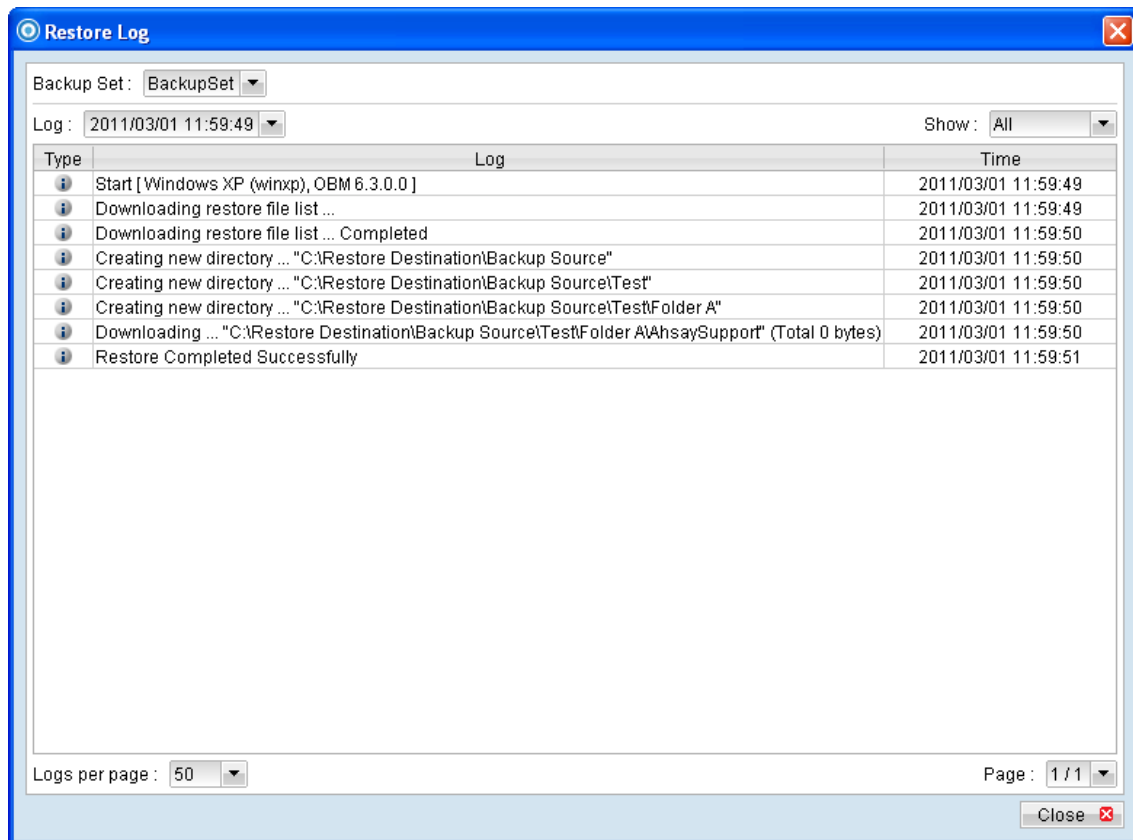 Restore Log
Backup Set : BackupSet
Log : 2011/03/01 11:59:49 Show : All
Type Log Time
Start [ Windows XP (winxp), OBM 6.3.0.0 ] 2011/03/01 11:59:49
Downloading restore file list ... 2011/03/01 11:59:49
Downloading restore file list ... Completed 2011/03/01 11:59:50
Creating new directory ... "C:\Restore Destination\Backup Source" 2011/03/01 11:59:50
Creating new directory ... "C:\Restore Destination\Backup Source\Test" 2011/03/01 11:59:50
Creating new directory ... "C:\Restore Destination\Backup Source\Test\Folder A" 2011/03/01 11:59:50
Downloading ... "C:\Restore Destination\Backup Source\Test\Folder A\AhsaySupport" (Total 0 bytes) 2011/03/01 11:59:50
Restore Completed Successfully 2011/03/01 11:59:51
Logs per page : 50 Page : 1 / 1
Close